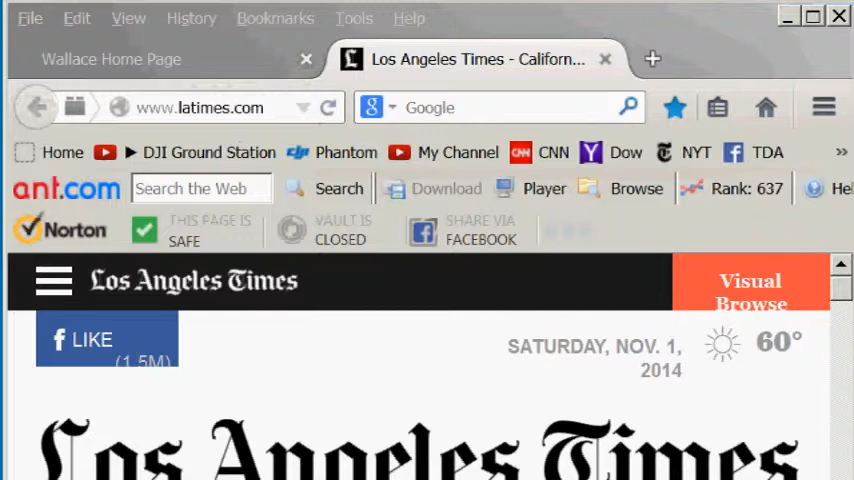 File Edit View History Bookmarks Tools Help
Wallace Home Page Los Angeles Times - Californ...
www.latimes.com Google
Home DJI Ground Station Phantom My Channel CNN Dow NYT TDA »
ant.com Search the Web Search Download Player Browse Rank: 637 Hel
Norton THIS PAGE IS SAFE VAULT IS CLOSED SHARE VIA FACEBOOK
Los Angeles Times Visual Browse
LIKE (1.5M)
SATURDAY, NOV. 1, 60°
2014
Los Angeles Times